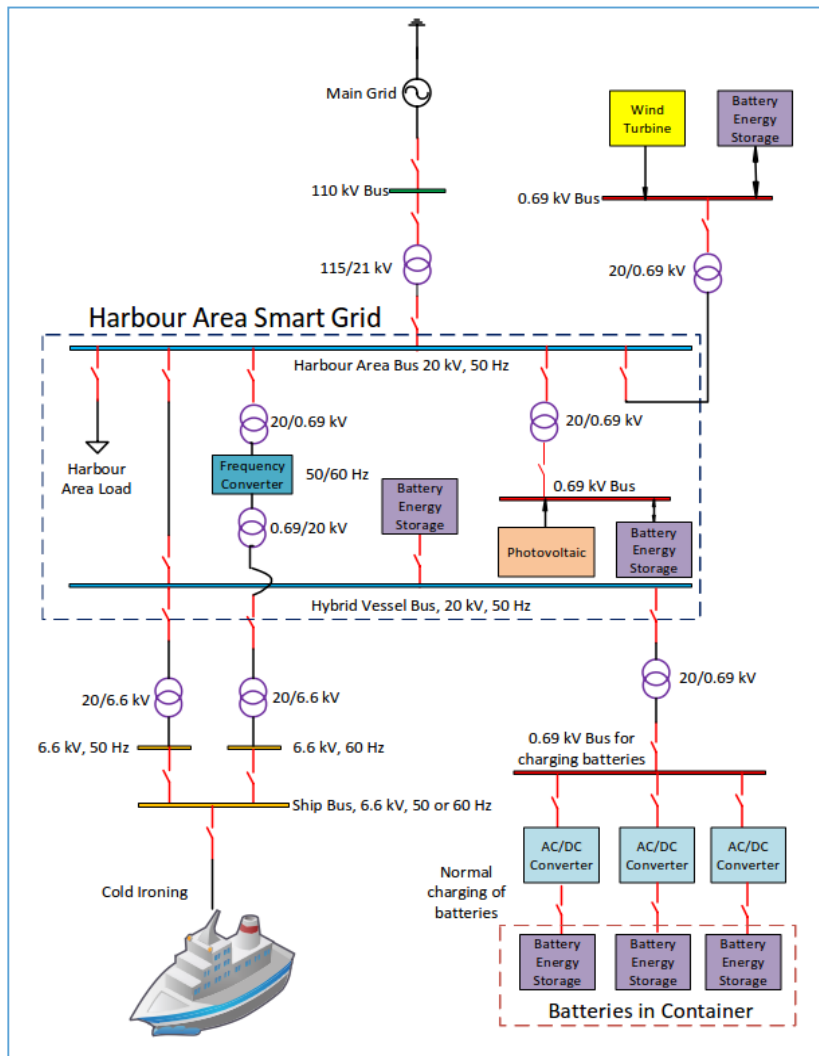 Main Grid
Wind
Turbine
Battery
Energy
Storage
110 kV Bus
0.69 kV Bus
115/21 kV
20/0.69 kV
Harbour Area Smart Grid
Harbour Area Bus 20 kV, 50 Hz
20/0.69 kV
20/0.69 kV
Harbour
Area Load
Frequency
Converter
50/60 Hz
Battery
Energy
Storage
0.69 kV Bus
0.69/20 kV
Photovoltaic
Battery
Energy
Storage
Hybrid Vessel Bus, 20 kV, 50 Hz
20/6.6 kV
20/6.6 kV
20/0.69 kV
6.6 kV, 50 Hz
6.6 kV, 60 Hz
0.69 kV Bus for
charging batteries
Ship Bus, 6.6 kV, 50 or 60 Hz
AC/DC
Converter
AC/DC
Converter
AC/DC
Converter
Cold Ironing
Normal
charging of
batteries
Battery
Energy
Storage
Battery
Energy
Storage
Battery
Energy
Storage
Batteries in Container